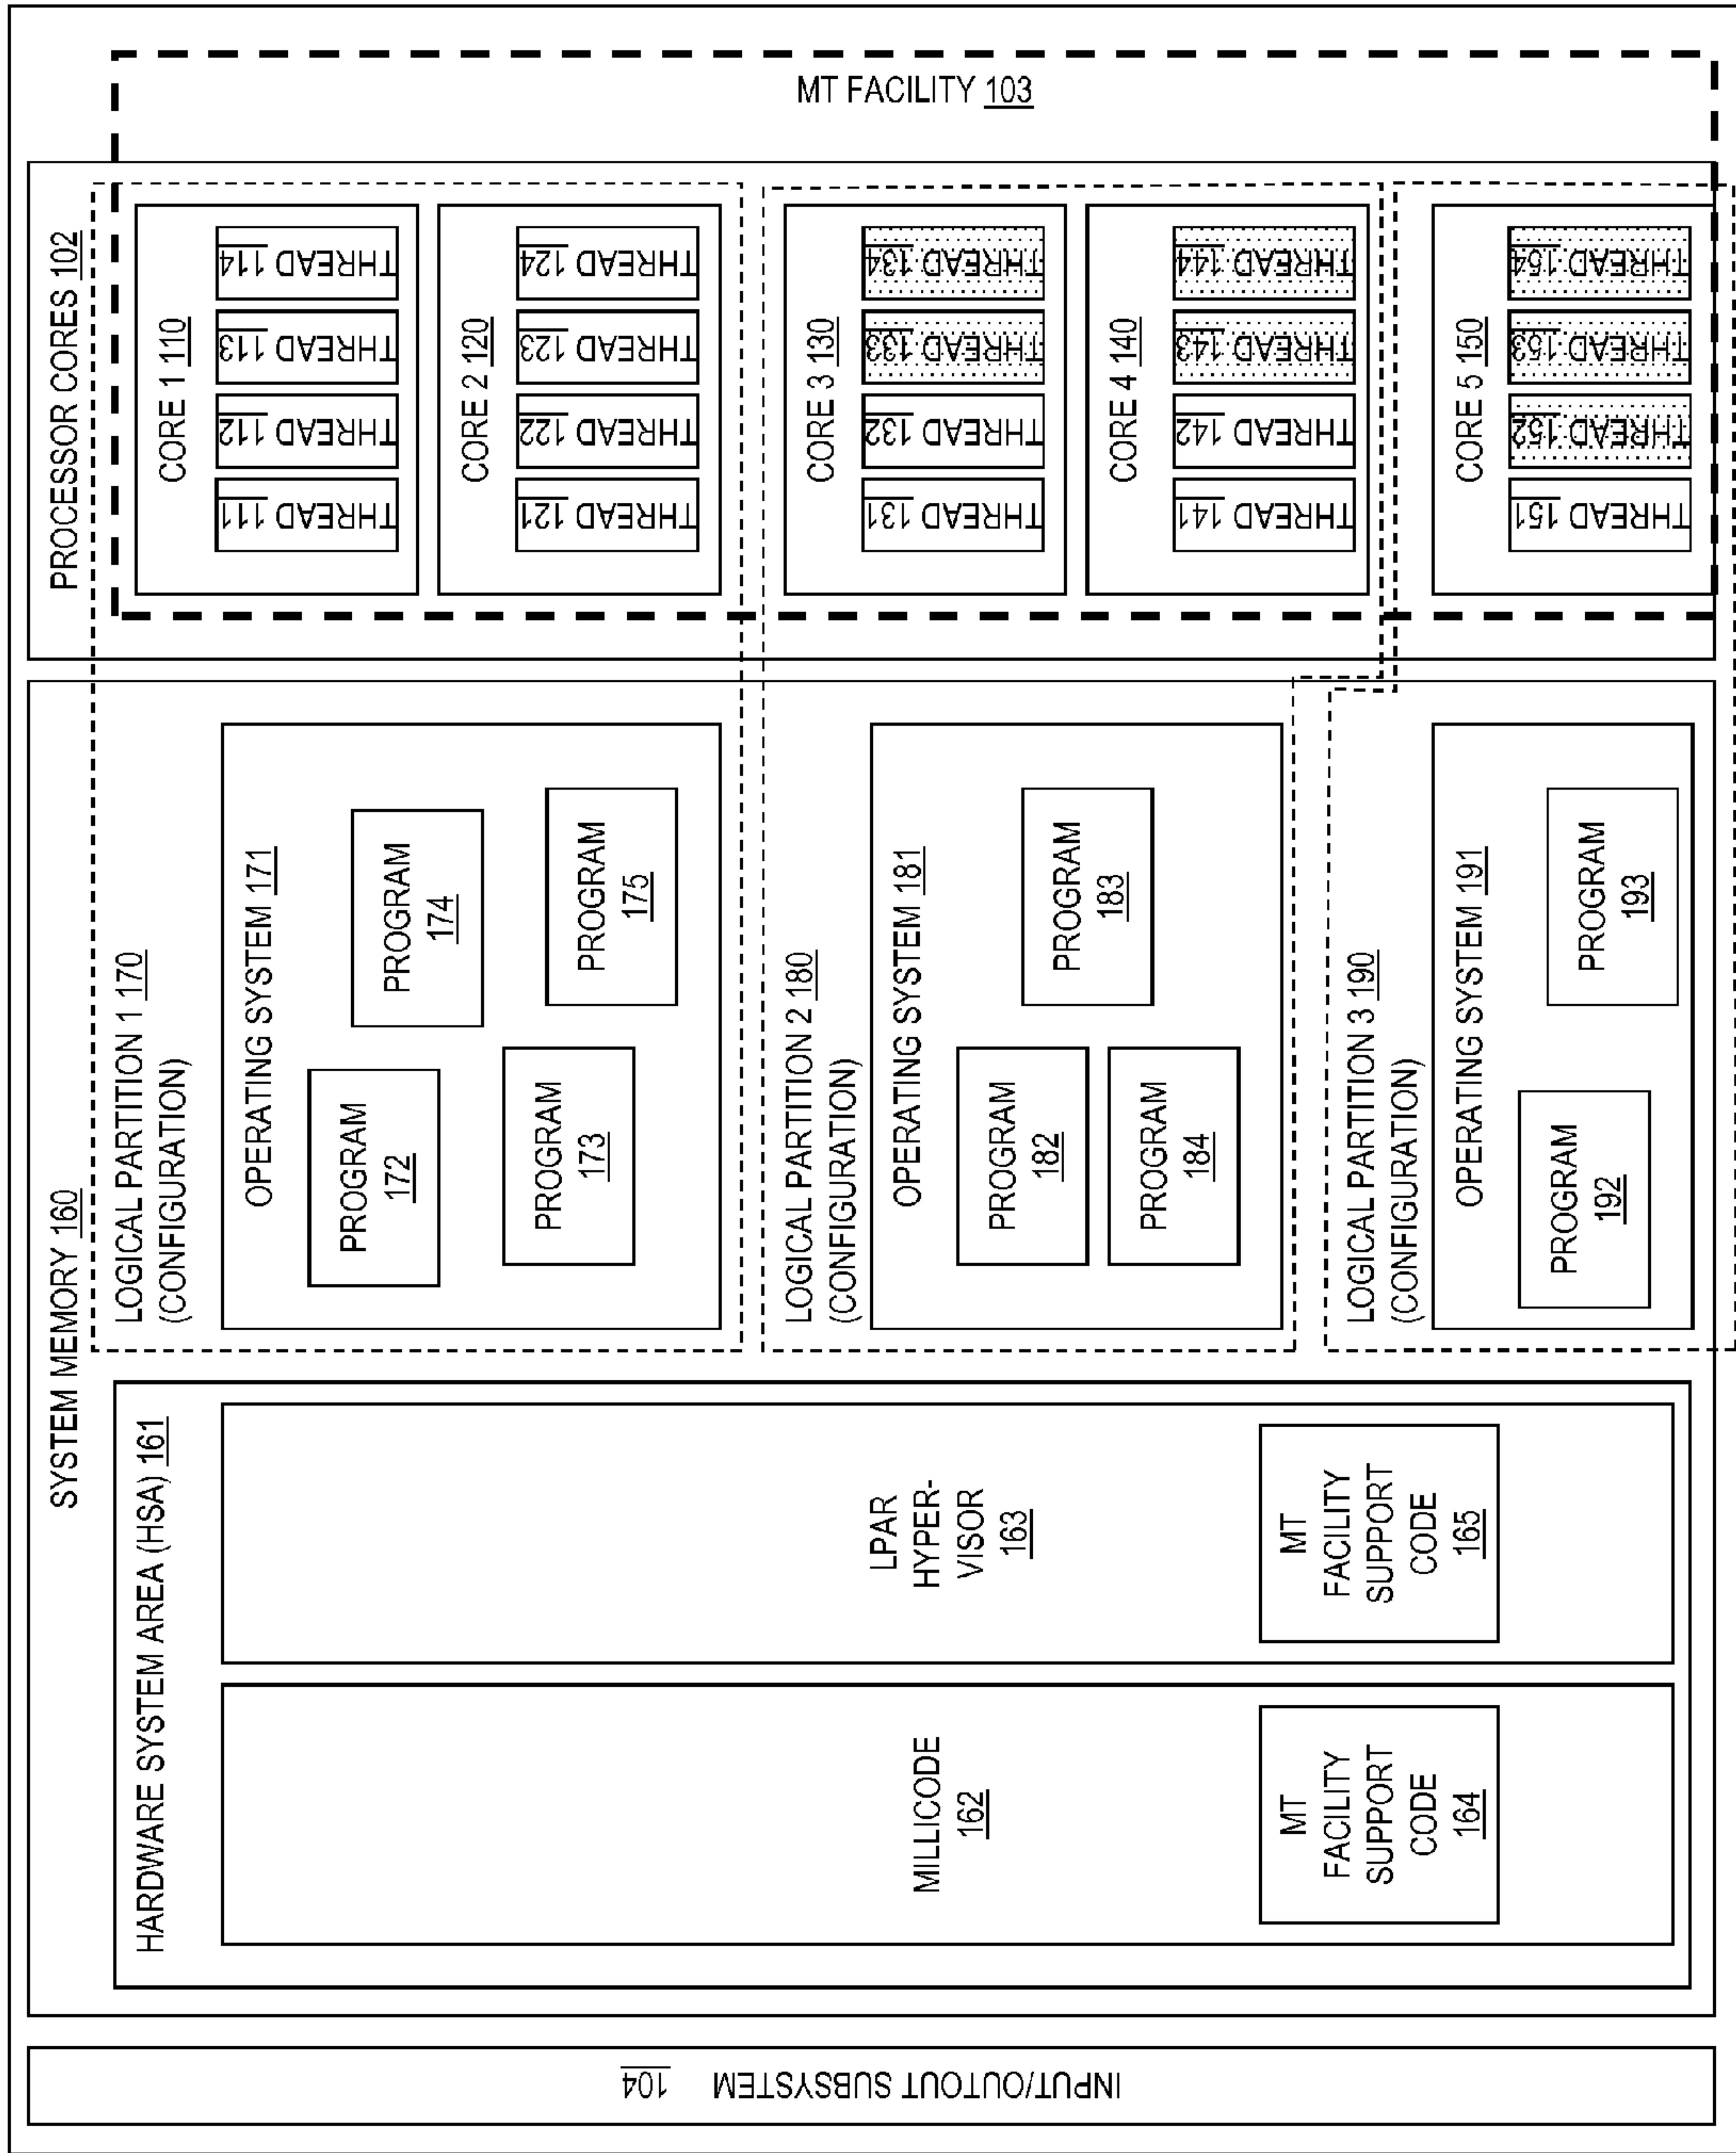 MT FACILITY 103
PROCESSOR CORES 102
CORE 1 110
THREAD 111
THREAD 112
THREAD 113
THREAD 114
CORE 2 120
THREAD 121
THREAD 122
THREAD 123
THREAD 124
CORE 3 130
THREAD 131
THREAD 132
THREAD 133
THREAD 134
CORE 4 140
THREAD 141
THREAD 142
THREAD 143
THREAD 144
CORE 5 150
THREAD 151
THREAD 152
THREAD 153
THREAD 154
SYSTEM MEMORY 160
LOGICAL PARTITION 1 170
(CONFIGURATION)
OPERATING SYSTEM 171
PROGRAM
172
PROGRAM
174
PROGRAM
173
PROGRAM
175
LOGICAL PARTITION 2 180
(CONFIGURATION)
OPERATING SYSTEM 181
PROGRAM
182
PROGRAM
183
PROGRAM
184
LOGICAL PARTITION 3 190
(CONFIGURATION)
OPERATING SYSTEM 191
PROGRAM
192
PROGRAM
193
HARDWARE SYSTEM AREA (HSA) 161
MILLICODE
162
MT
FACILITY
SUPPORT
CODE
164
LPAR
HYPER-
VISOR
163
MT
FACILITY
SUPPORT
CODE
165
INPUT/OUTOUT SUBSYSTEM 104